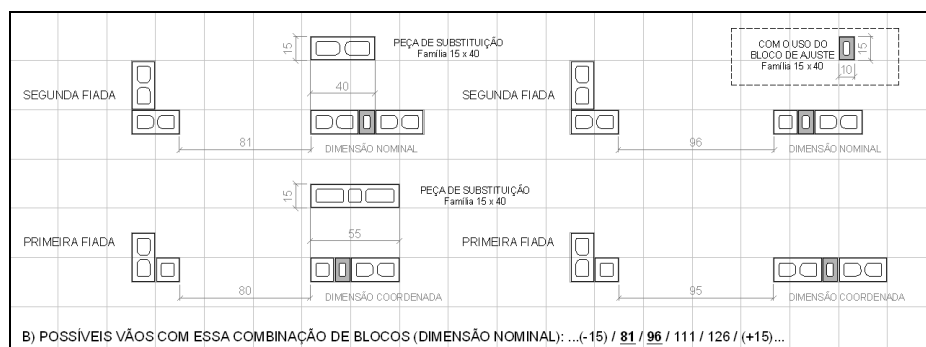 15
PEÇA DE SUBSTITUIÇÃO
Família 15 x 40
40
SEGUNDA FIADA
81
DIMENSÃO NOMINAL
COM O USO DO
BLOCO DE AJUSTE
Família 15 x 40
15
10
SEGUNDA FIADA
96
DIMENSÃO NOMINAL
15
PEÇA DE SUBSTITUIÇÃO
Família 15 x 40
55
PRIMEIRA FIADA
80
DIMENSÃO COORDENADA
PRIMEIRA FIADA
95
DIMENSÃO COORDENADA
B) POSSÍVEIS VÃOS COM ESSA COMBINAÇÃO DE BLOCOS (DIMENSÃO NOMINAL): ...(-15) / 81 / 96 / 111 / 126 / (+15)...